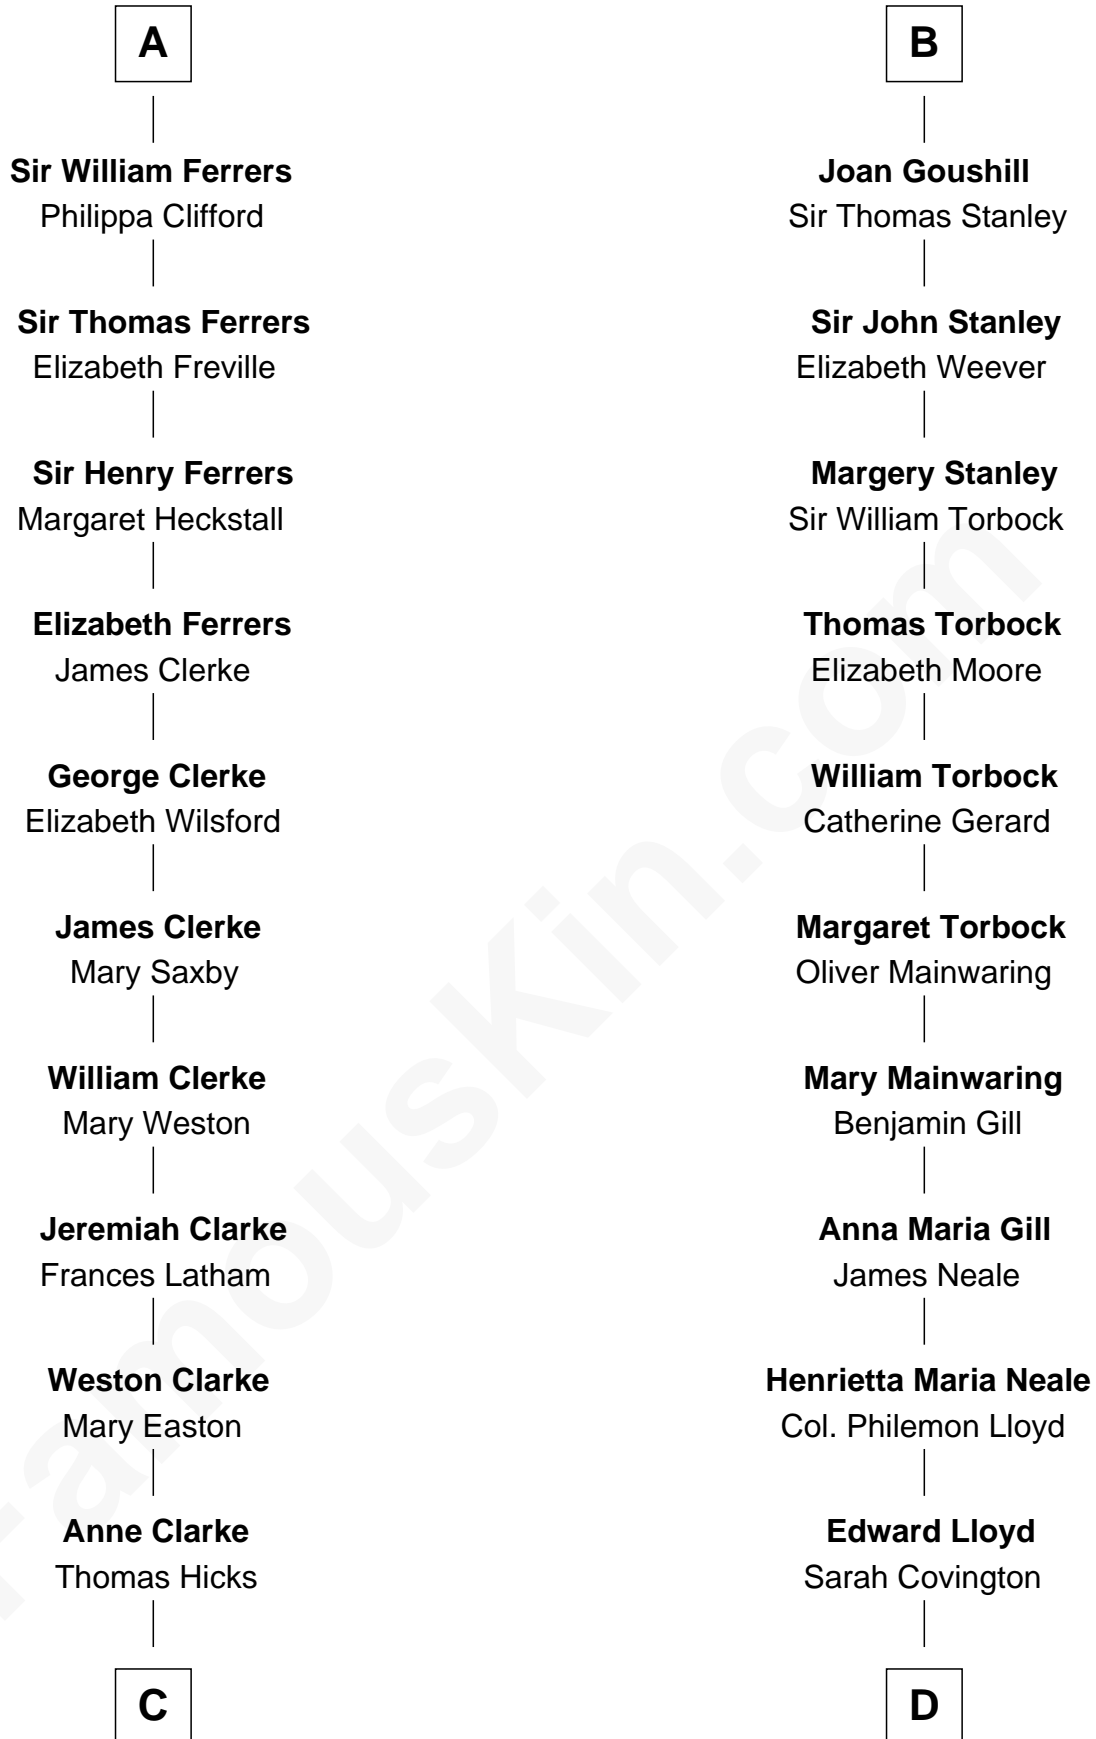 A
Sir William Ferrers
Philippa Clifford
Sir Thomas Ferrers
Elizabeth Freville
Sir Henry Ferrers
Margaret Heckstall
Elizabeth Ferrers
James Clerke
George Clerke
Elizabeth Wilsford
James Clerke
Mary Saxby
William Clerke
Mary Weston
Jeremiah Clarke
Frances Latham
Weston Clarke
Mary Easton
Anne Clarke
Thomas Hicks
C
B
Joan Goushill
Sir Thomas Stanley
Sir John Stanley
Elizabeth Weever
Margery Stanley
Sir William Torbock
Thomas Torbock
Elizabeth Moore
William Torbock
Catherine Gerard
Margaret Torbock
Oliver Mainwaring
Mary Mainwaring
Benjamin Gill
Anna Maria Gill
James Neale
Henrietta Maria Neale
Col. Philemon Lloyd
Edward Lloyd
Sarah Covington
D
FamousKin.com